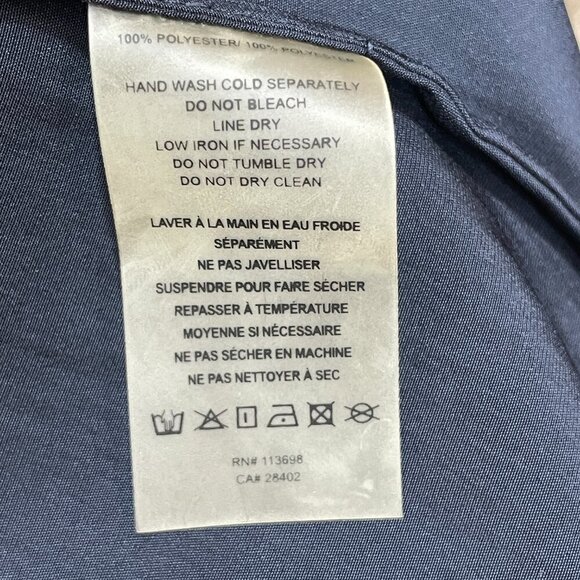 100% POLYESTER/ 100% POLYESTER
HAND WASH COLD SEPARATELY
DO NOT BLEACH
LINE DRY
LOW IRON IF NECESSARY
DO NOT TUMBLE DRY
DO NOT DRY CLEAN
LAVER À LA MAIN EN EAU FROIDE
SÉPARÉMENT
NE PAS JAVELLISER
SUSPENDRE POUR FAIRE SÉCHER
REPASSER À TEMPÉRATURE
MOYENNE SI NÉCESSAIRE
NE PAS SÉCHER EN MACHINE
NE PAS NETTOYER À SEC
RN# 113698
CA# 28402